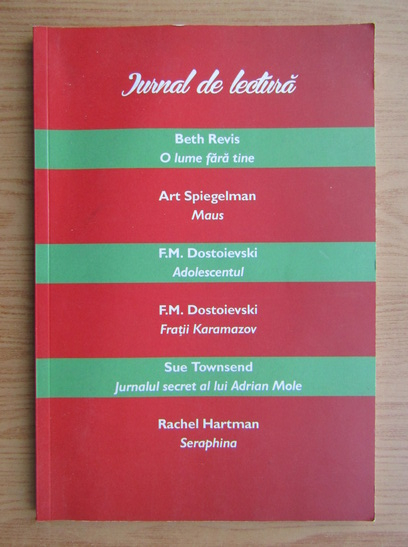 Jurnal de lectură
Beth Revis
O lume fără tine
Art Spiegelman
Maus
F.M. Dostoievski
Adolescentul
F.M. Dostoievski
Frații Karamazov
Sue Townsend
Jurnalul secret al lui Adrian Mole
Rachel Hartman
Seraphina